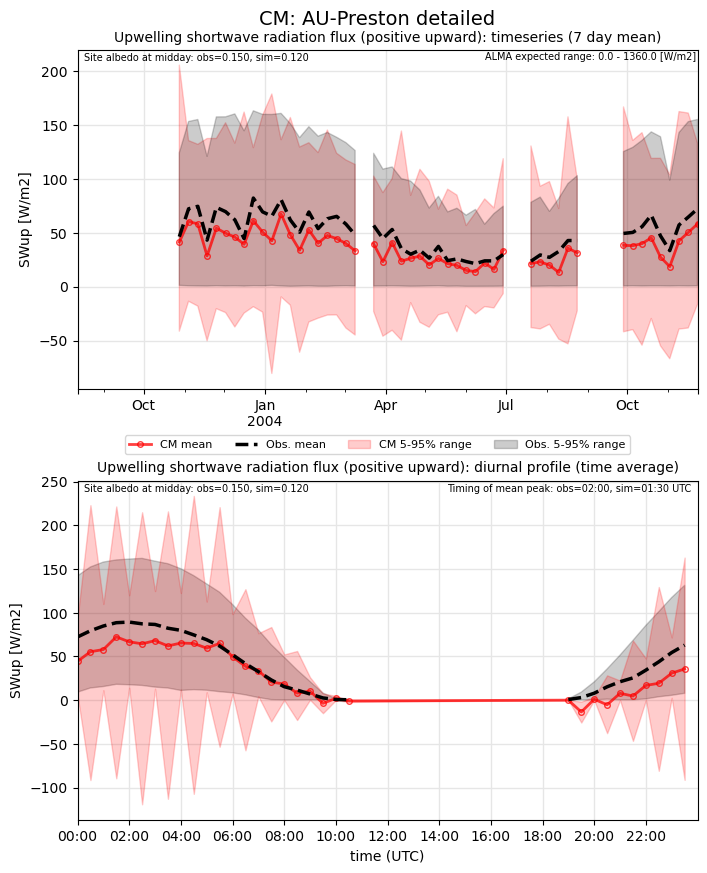 CM: AU-Preston detailed
Upwelling shortwave radiation flux (positive upward): timeseries (7 day mean)
Site albedo at midday: obs=0.150, sim=0.120
ALMA expected range: 0.0 - 1360.0 [W/m2]
200
150
100
50
0
−50
SWup [W/m2]
Oct
Jan
2004
Apr
Jul
Oct
CM mean
Obs. mean
CM 5-95% range
Obs. 5-95% range
Upwelling shortwave radiation flux (positive upward): diurnal profile (time average)
Site albedo at midday: obs=0.150, sim=0.120
Timing of mean peak: obs=02:00, sim=01:30 UTC
250
200
150
100
50
0
−50
−100
SWup [W/m2]
00:00
02:00
04:00
06:00
08:00
10:00
12:00
14:00
16:00
18:00
20:00
22:00
time (UTC)